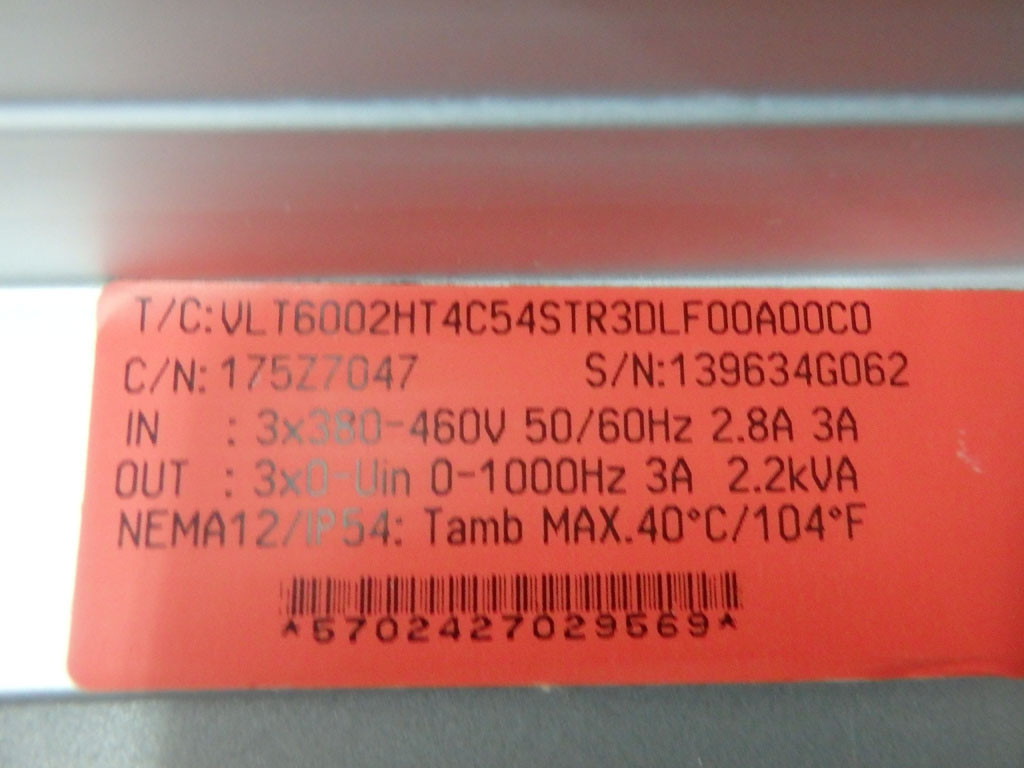 T/C:VLT6002HT4C54STR3DLF00A00C0
C/N: 175Z7047 S/N:139634G062
IN : 3x380-460V 50/60Hz 2.8A 3A
OUT : 3x0-Uin 0-1000Hz 3A 2.2kVA
NEMA12/IP54: Tamb MAX.40°C/104°F
*5702427029569*